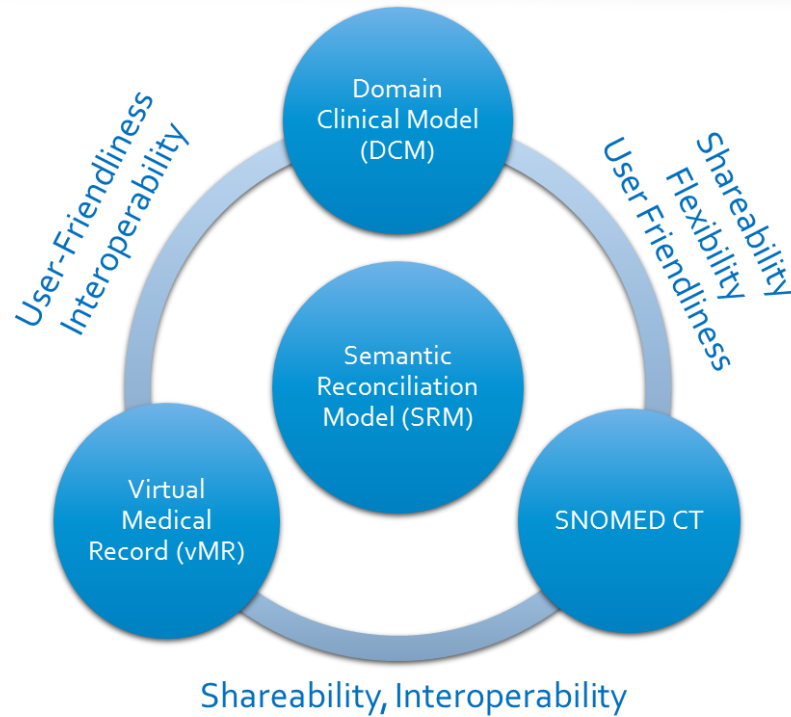 Domain
Clinical Model
(DCM)
User-Friendliness
Interoperability
Shareability
Flexibility
User Friendliness
Semantic
Reconciliation
Model (SRM)
Virtual
Medical
Record (vMR)
SNOMED CT
Shareability, Interoperability